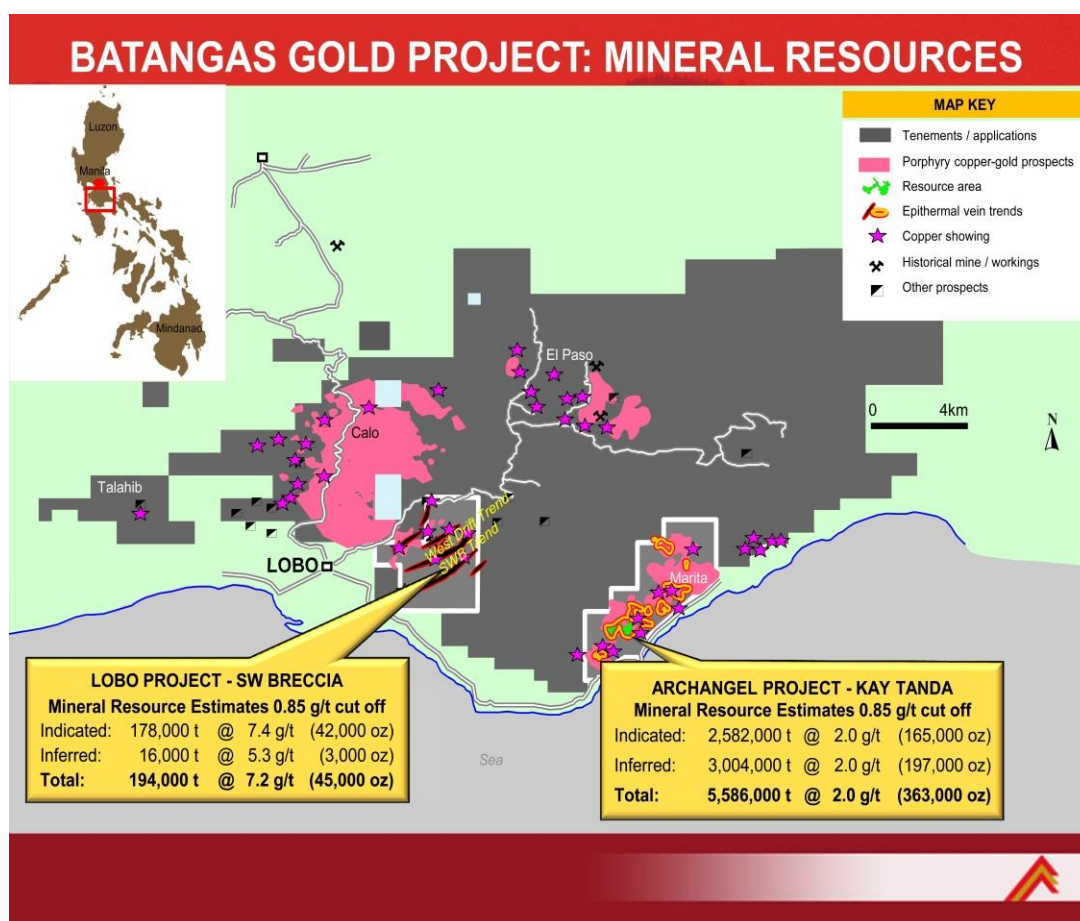 BATANGAS GOLD PROJECT: MINERAL RESOURCES
Luzon
Manila
Mindanao
MAP KEY
Tenements / applications
Porphyry copper-gold prospects
Resource area
Epithermal vein trends
Copper showing
Historical mine / workings
Other prospects
El Paso
0 4km
N
Calo
Talahib
West Drift Trend
SWB Trend
LOBO
Marita
LOBO PROJECT - SW BRECCIA
Mineral Resource Estimates 0.85 g/t cut off
Indicated: 178,000 t @ 7.4 g/t (42,000 oz)
Inferred: 16,000 t @ 5.3 g/t (3,000 oz)
Total: 194,000 t @ 7.2 g/t (45,000 oz)
Sea
ARCHANGEL PROJECT - KAY TANDA
Mineral Resource Estimates 0.85 g/t cut off
Indicated: 2,582,000 t @ 2.0 g/t (165,000 oz)
Inferred: 3,004,000 t @ 2.0 g/t (197,000 oz)
Total: 5,586,000 t @ 2.0 g/t (363,000 oz)